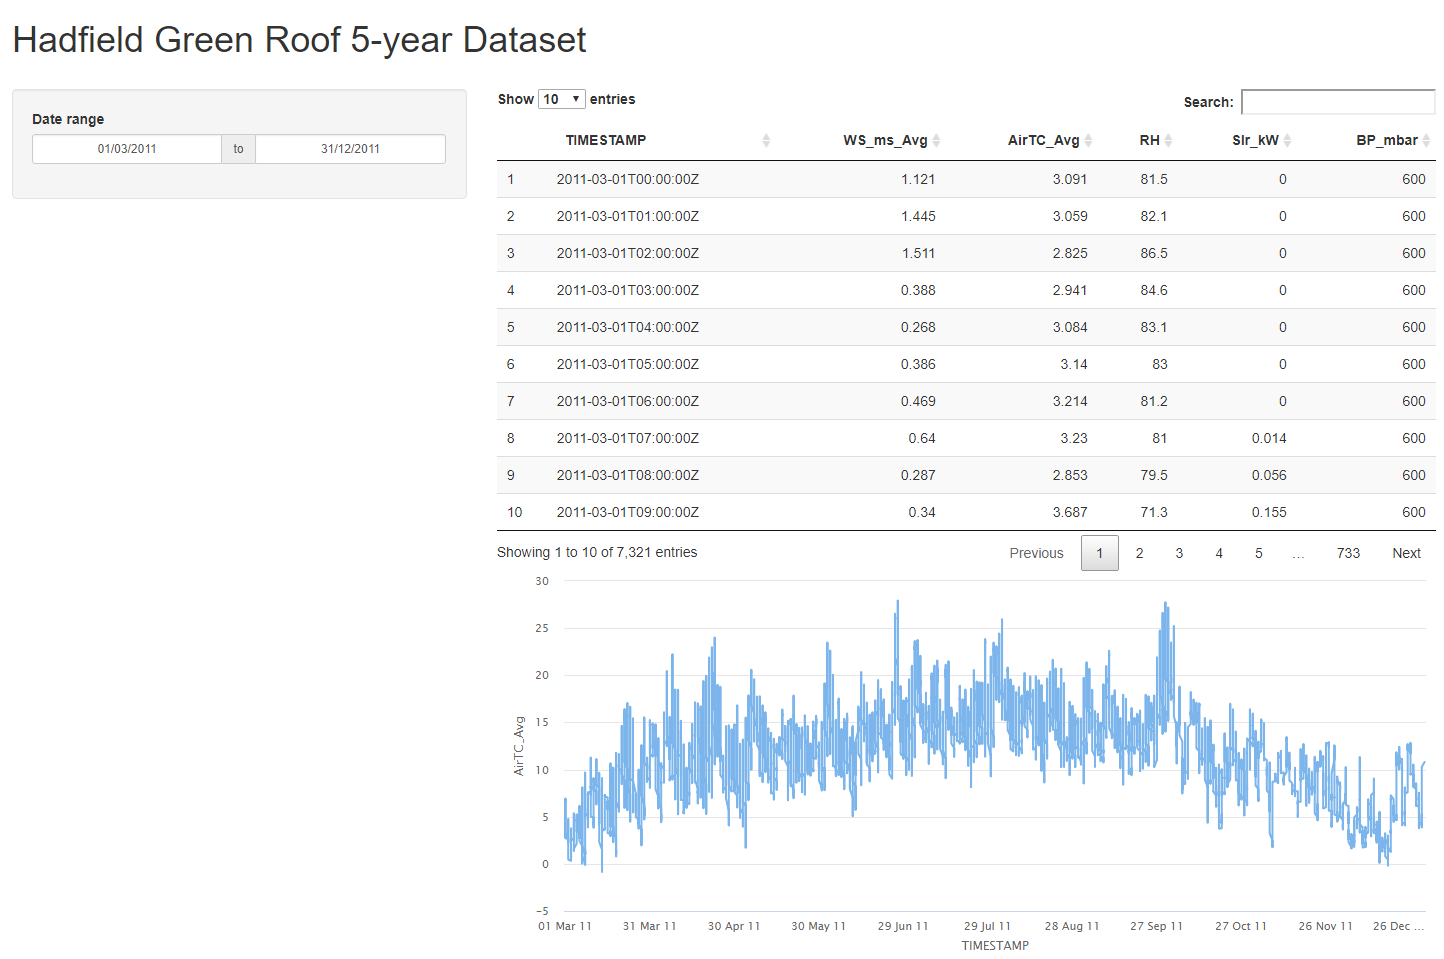 Hadfield Green Roof 5-year Dataset
Date range
01/03/2011 to 31/12/2011
Show 10 entries
Search:
TIMESTAMP WS_ms_Avg AirTC_Avg RH Slr_kW BP_mbar
1 2011-03-01T00:00:00Z 1.121 3.091 81.5 0 600
2 2011-03-01T01:00:00Z 1.445 3.059 82.1 0 600
3 2011-03-01T02:00:00Z 1.511 2.825 86.5 0 600
4 2011-03-01T03:00:00Z 0.388 2.941 84.6 0 600
5 2011-03-01T04:00:00Z 0.268 3.084 83.1 0 600
6 2011-03-01T05:00:00Z 0.386 3.14 83 0 600
7 2011-03-01T06:00:00Z 0.469 3.214 81.2 0 600
8 2011-03-01T07:00:00Z 0.64 3.23 81 0.014 600
9 2011-03-01T08:00:00Z 0.287 2.853 79.5 0.056 600
10 2011-03-01T09:00:00Z 0.34 3.687 71.3 0.155 600
Showing 1 to 10 of 7,321 entries
Previous 1 2 3 4 5 … 733 Next
30
25
20
15
10
5
0
-5
AirTC_Avg
01 Mar 11 31 Mar 11 30 Apr 11 30 May 11 29 Jun 11 29 Jul 11 28 Aug 11 27 Sep 11 27 Oct 11 26 Nov 11 26 Dec …
TIMESTAMP